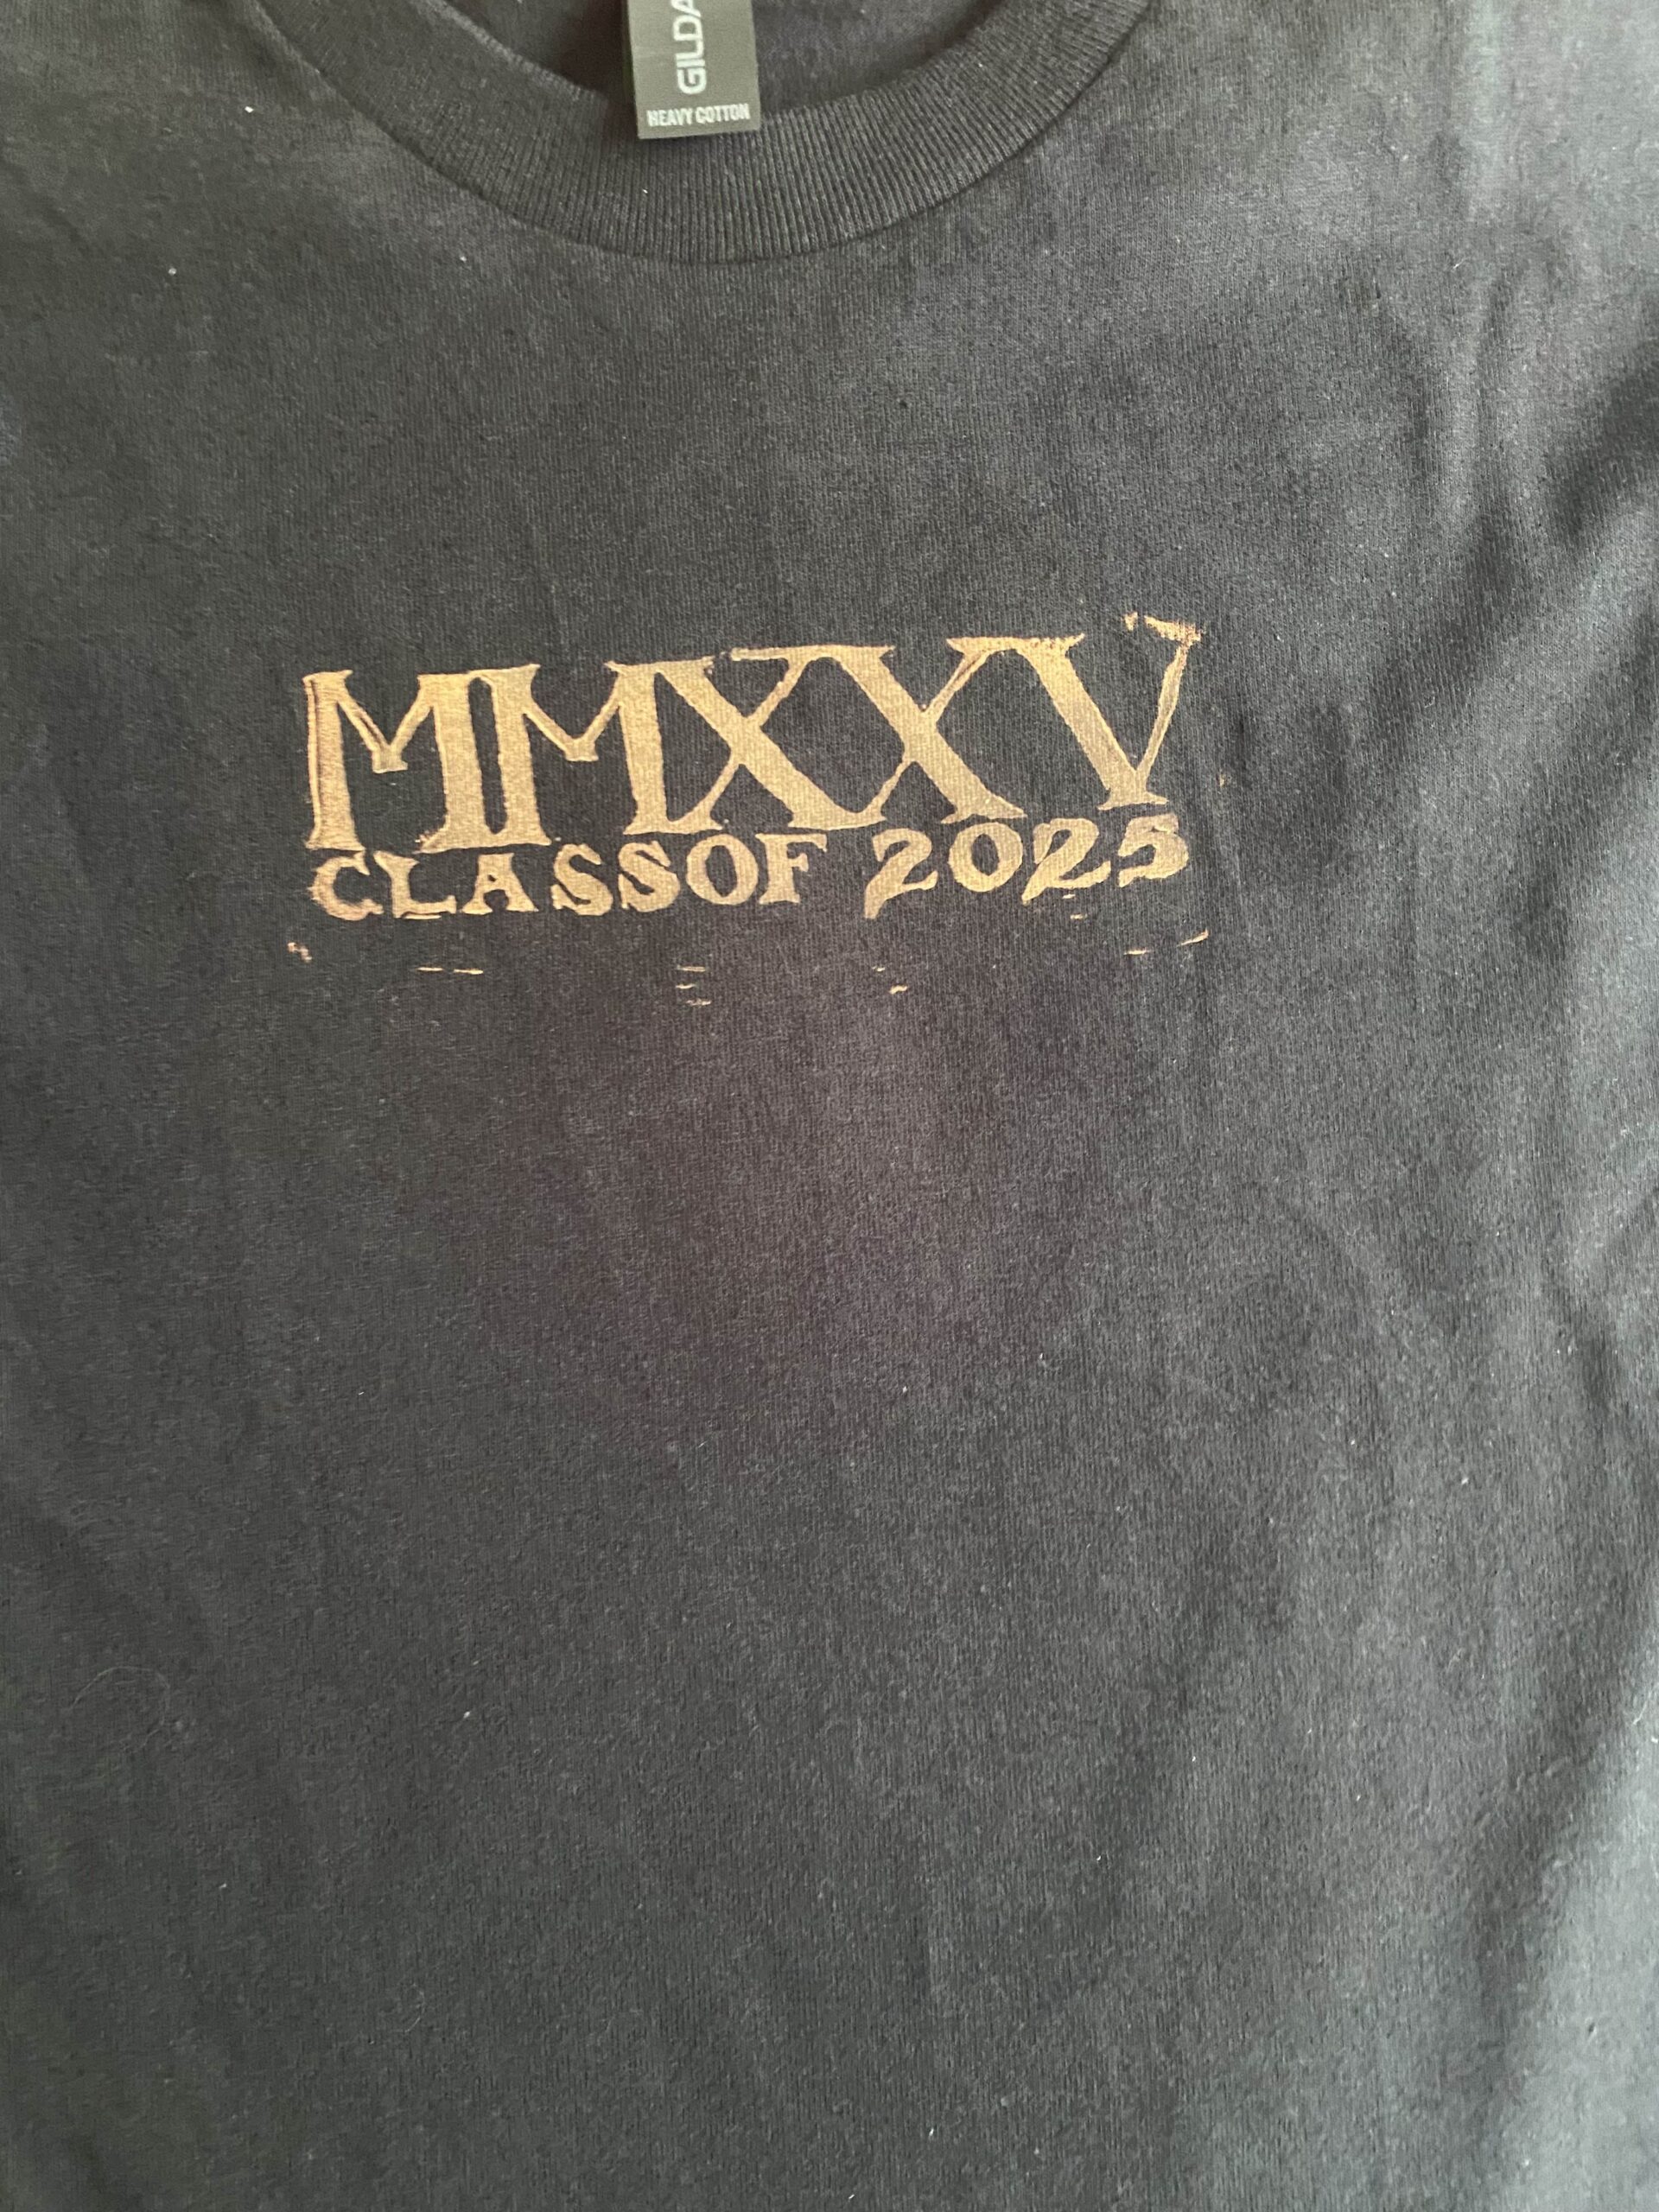 GILDA
HEAVY COTTON
MMXXV
CLASSOF 2025